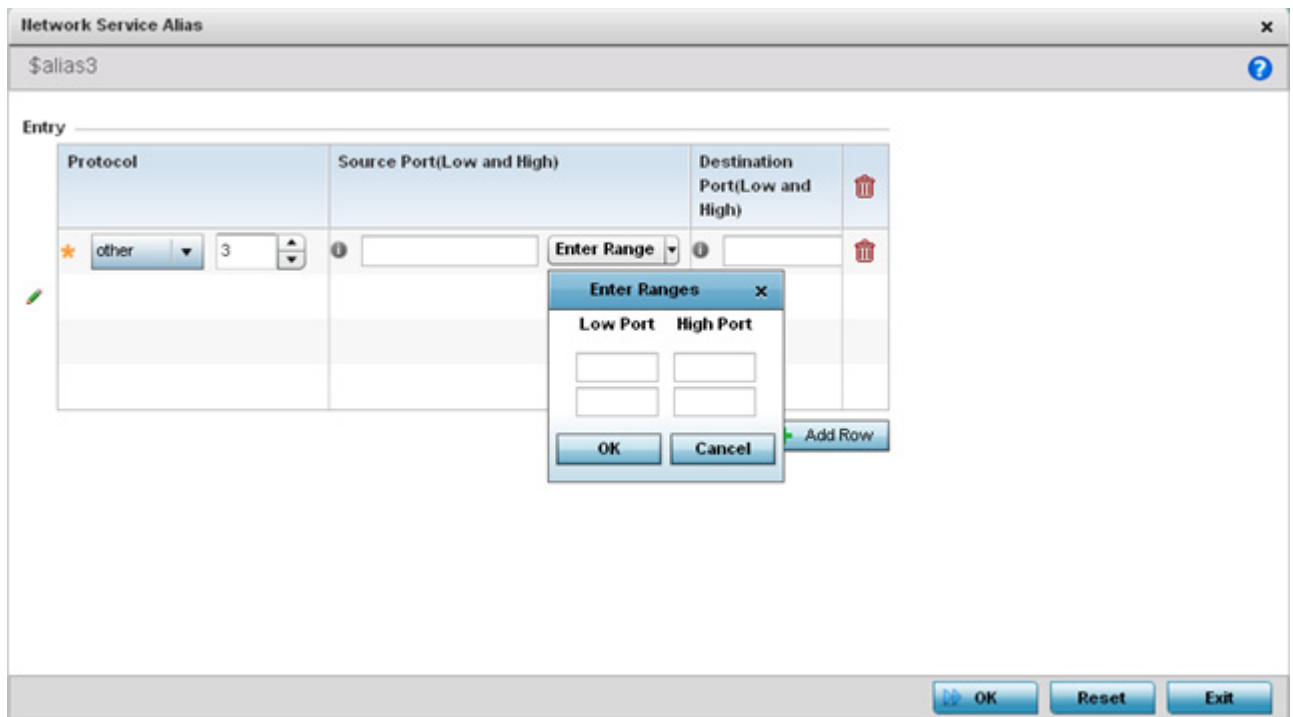 Network Service Alias
$alias3
Entry
Protocol
Source Port(Low and High)
Destination
Port(Low and
High)
other
3
Enter Range
Enter Ranges
Low Port High Port
OK Cancel
Add Row
OK Reset Exit